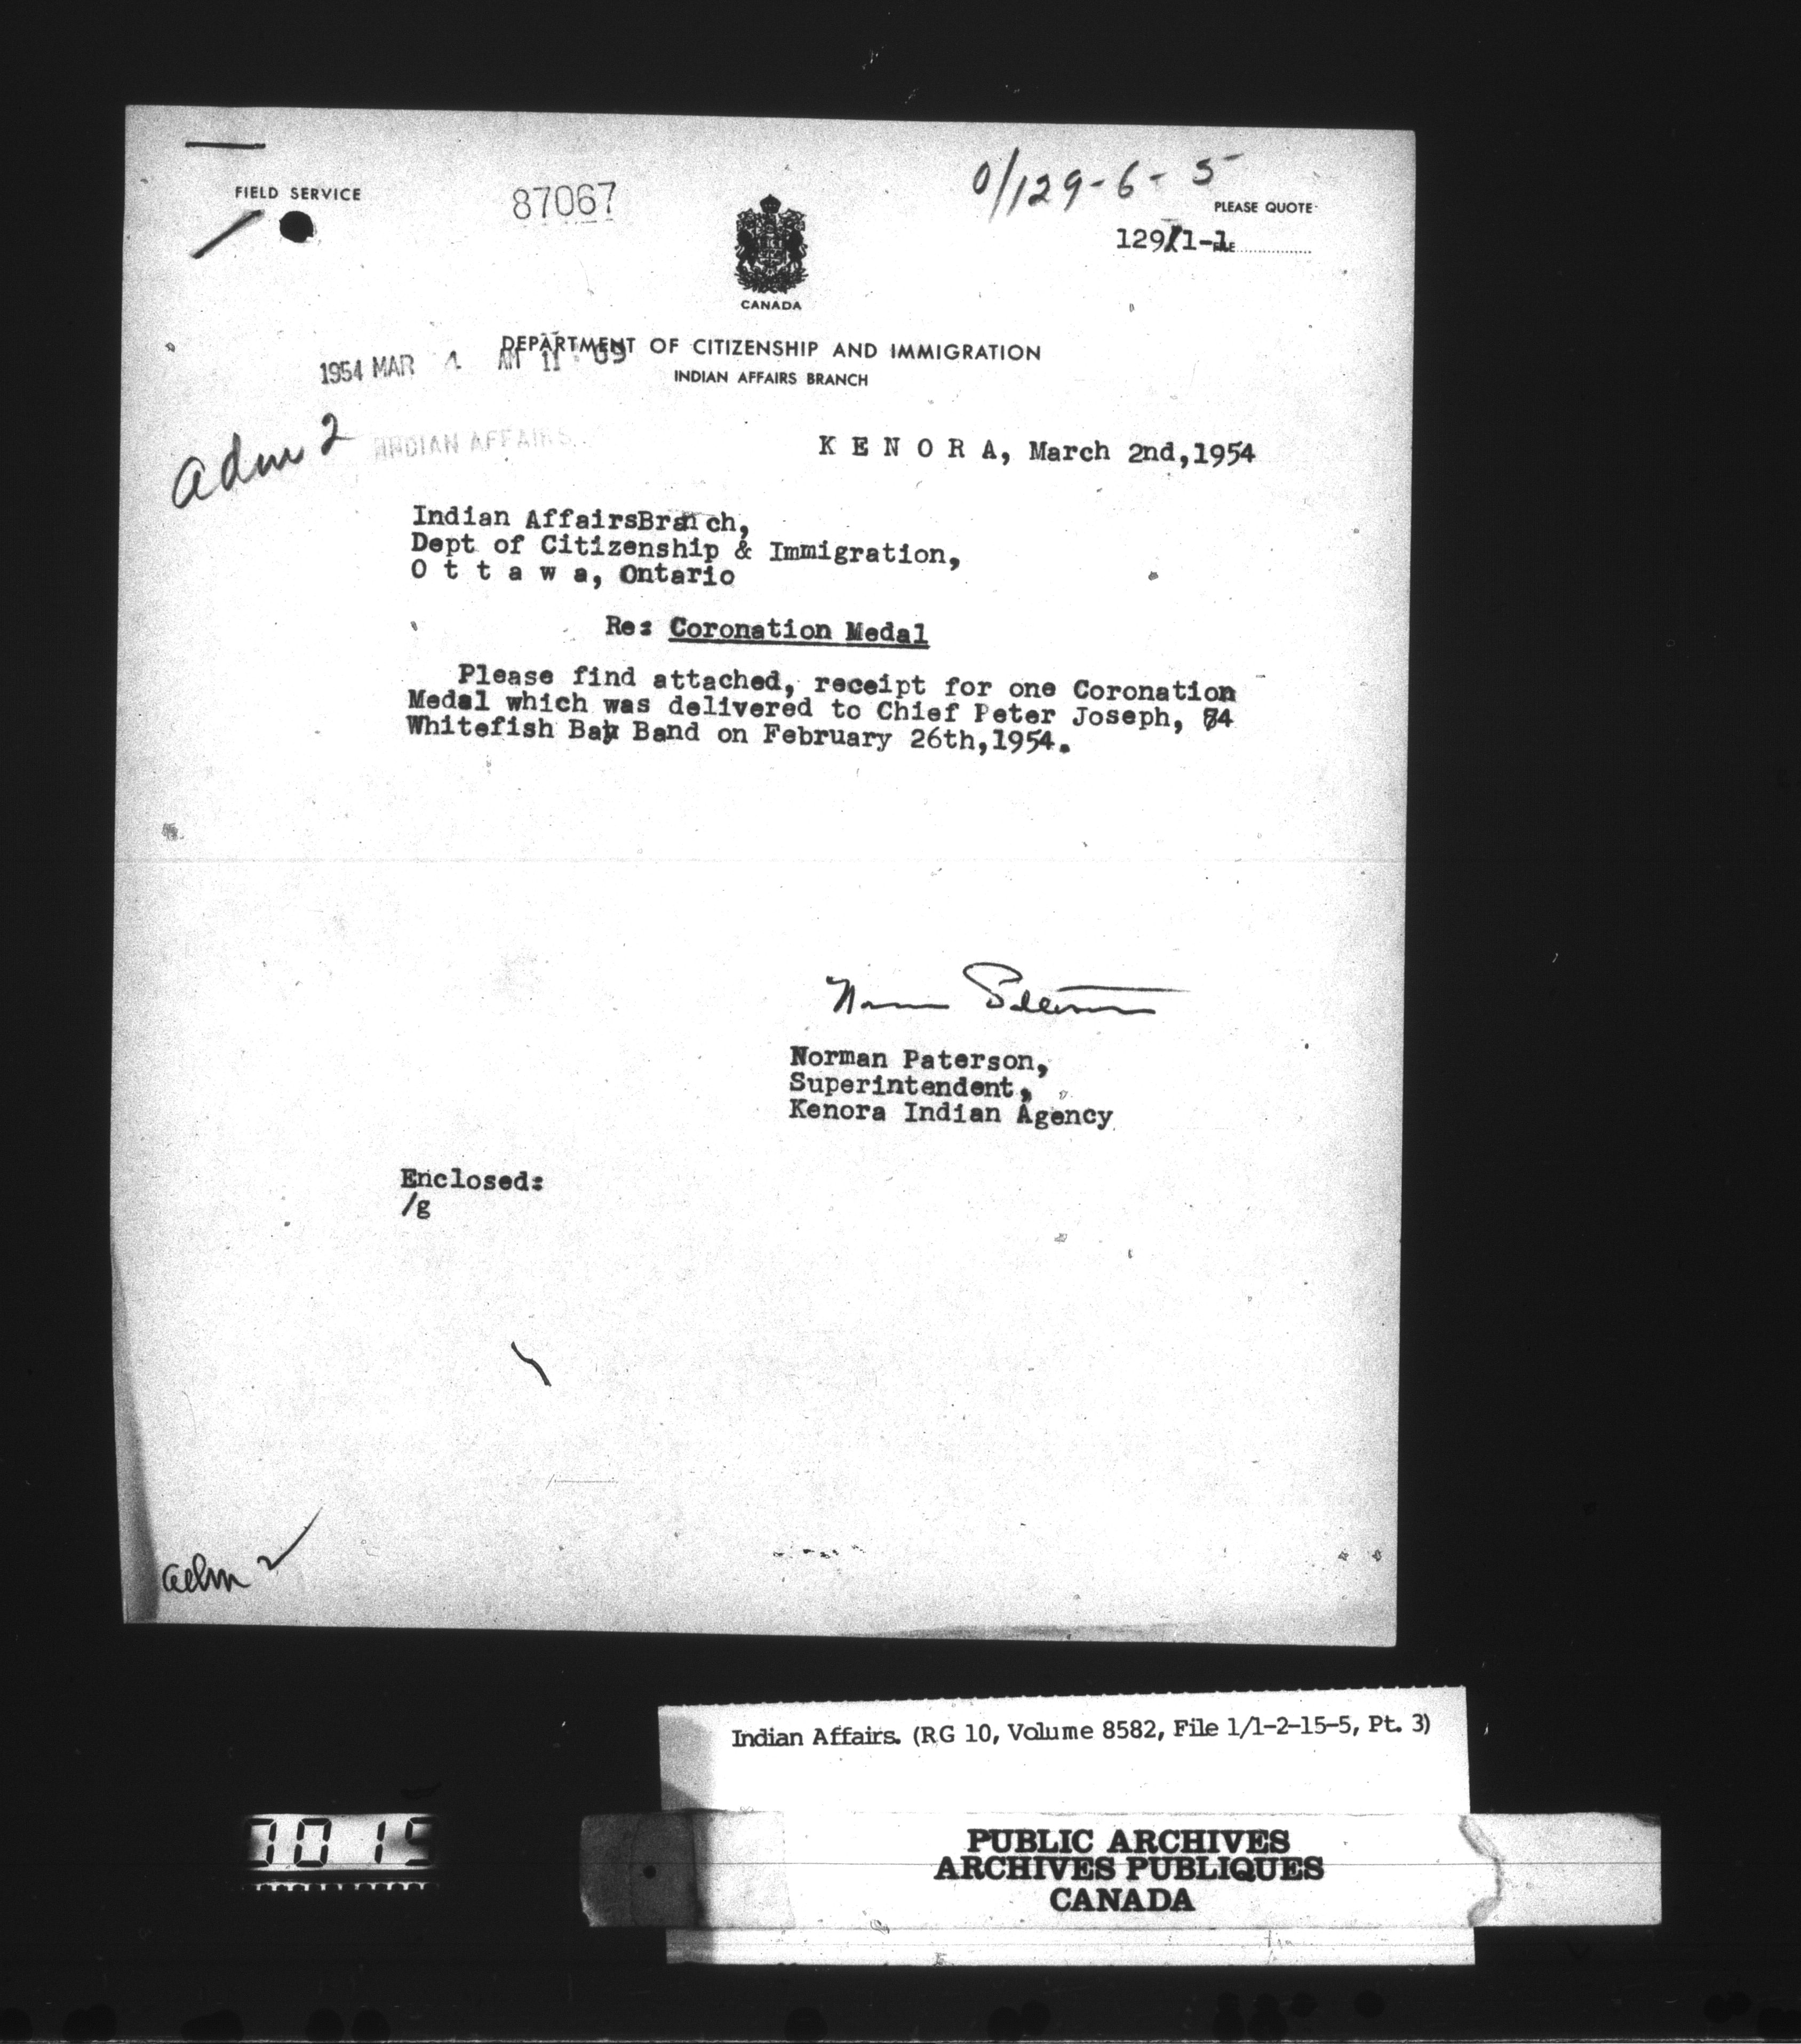 FIELD SERVICE
87067
0/129-6-5
PLEASE QUOTE
129/1-1
FILE
CANADA
DEPARTMENT OF CITIZENSHIP AND IMMIGRATION
1954 MAR 4 AM 11 09
INDIAN AFFAIRS BRANCH
adm 2
INDIAN AFFAIRS
K E N O R A, March 2nd,1954
Indian AffairsBranch,
Dept of Citizenship & Immigration,
O t t a w a, Ontario
Re: Coronation Medal
Please find attached, receipt for one Coronation
Medal which was delivered to Chief Peter Joseph, 74
Whitefish Bay Band on February 26th,1954.
Norman Paterson
Norman Paterson,
Superintendent,
Kenora Indian Agency
Enclosed:
/g
adm 2
Indian Affairs. (RG 10, Volume 8582, File 1/1-2-15-5, Pt. 3)
PUBLIC ARCHIVES
ARCHIVES PUBLIQUES
CANADA